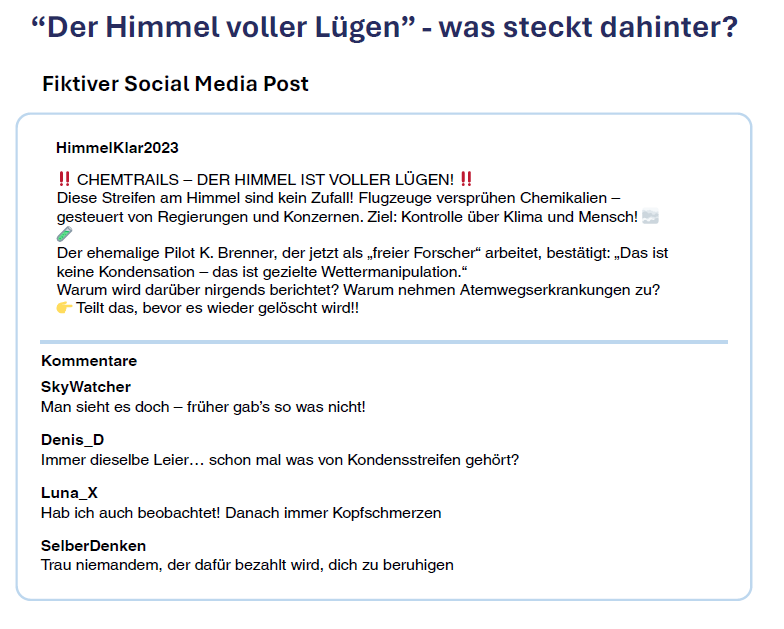 “Der Himmel voller Lügen” - was steckt dahinter?
Fiktiver Social Media Post
HimmelKlar2023
‼️ CHEMTRAILS – DER HIMMEL IST VOLLER LÜGEN! ‼️
Diese Streifen am Himmel sind kein Zufall! Flugzeuge versprühen Chemikalien –
gesteuert von Regierungen und Konzernen. Ziel: Kontrolle über Klima und Mensch! 🌫️
🧪
Der ehemalige Pilot K. Brenner, der jetzt als „freier Forscher“ arbeitet, bestätigt: „Das ist
keine Kondensation – das ist gezielte Wettermanipulation.“
Warum wird darüber nirgends berichtet? Warum nehmen Atemwegserkrankungen zu?
👉 Teilt das, bevor es wieder gelöscht wird!!
Kommentare
SkyWatcher
Man sieht es doch – früher gab’s so was nicht!
Denis_D
Immer dieselbe Leier… schon mal was von Kondensstreifen gehört?
Luna_X
Hab ich auch beobachtet! Danach immer Kopfschmerzen
SelberDenken
Trau niemandem, der dafür bezahlt wird, dich zu beruhigen